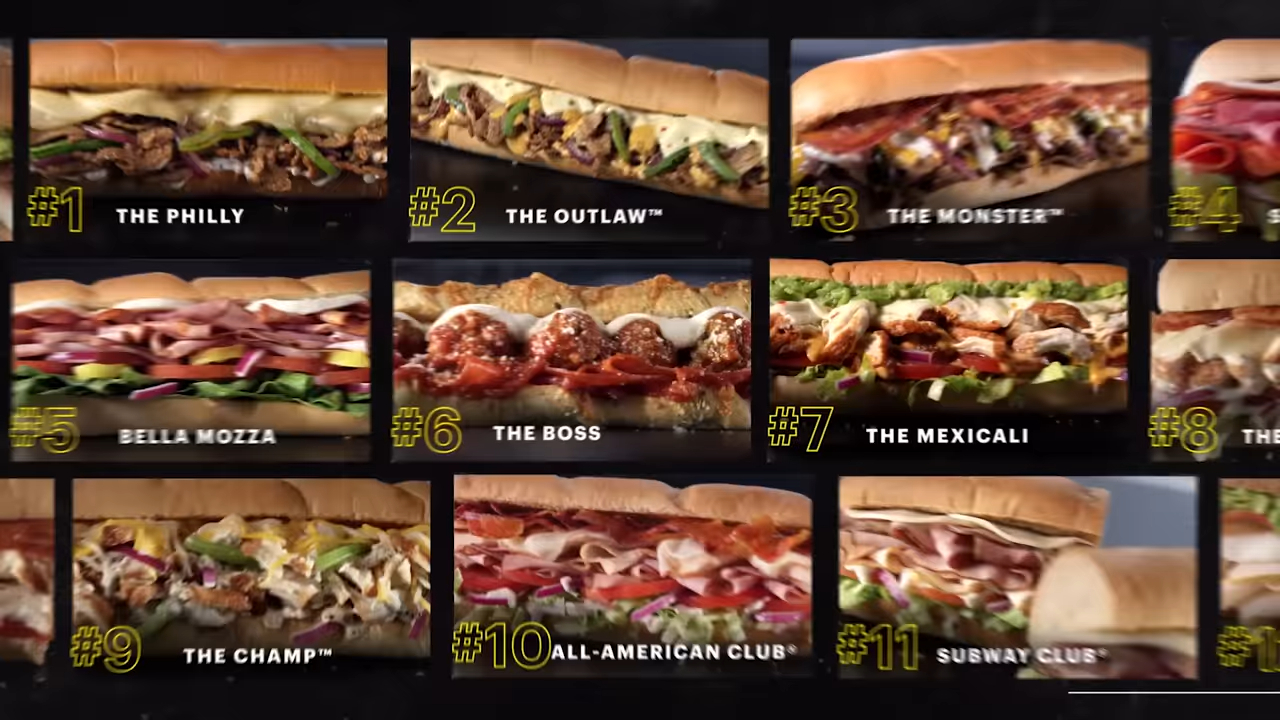 #1 THE PHILLY
#2 THE OUTLAW™
#3 THE MONSTER™
#4
#5 BELLA MOZZA
#6 THE BOSS
#7 THE MEXICALI
#8
#9 THE CHAMP™
#10 ALL-AMERICAN CLUB®
#11 SUBWAY CLUB®